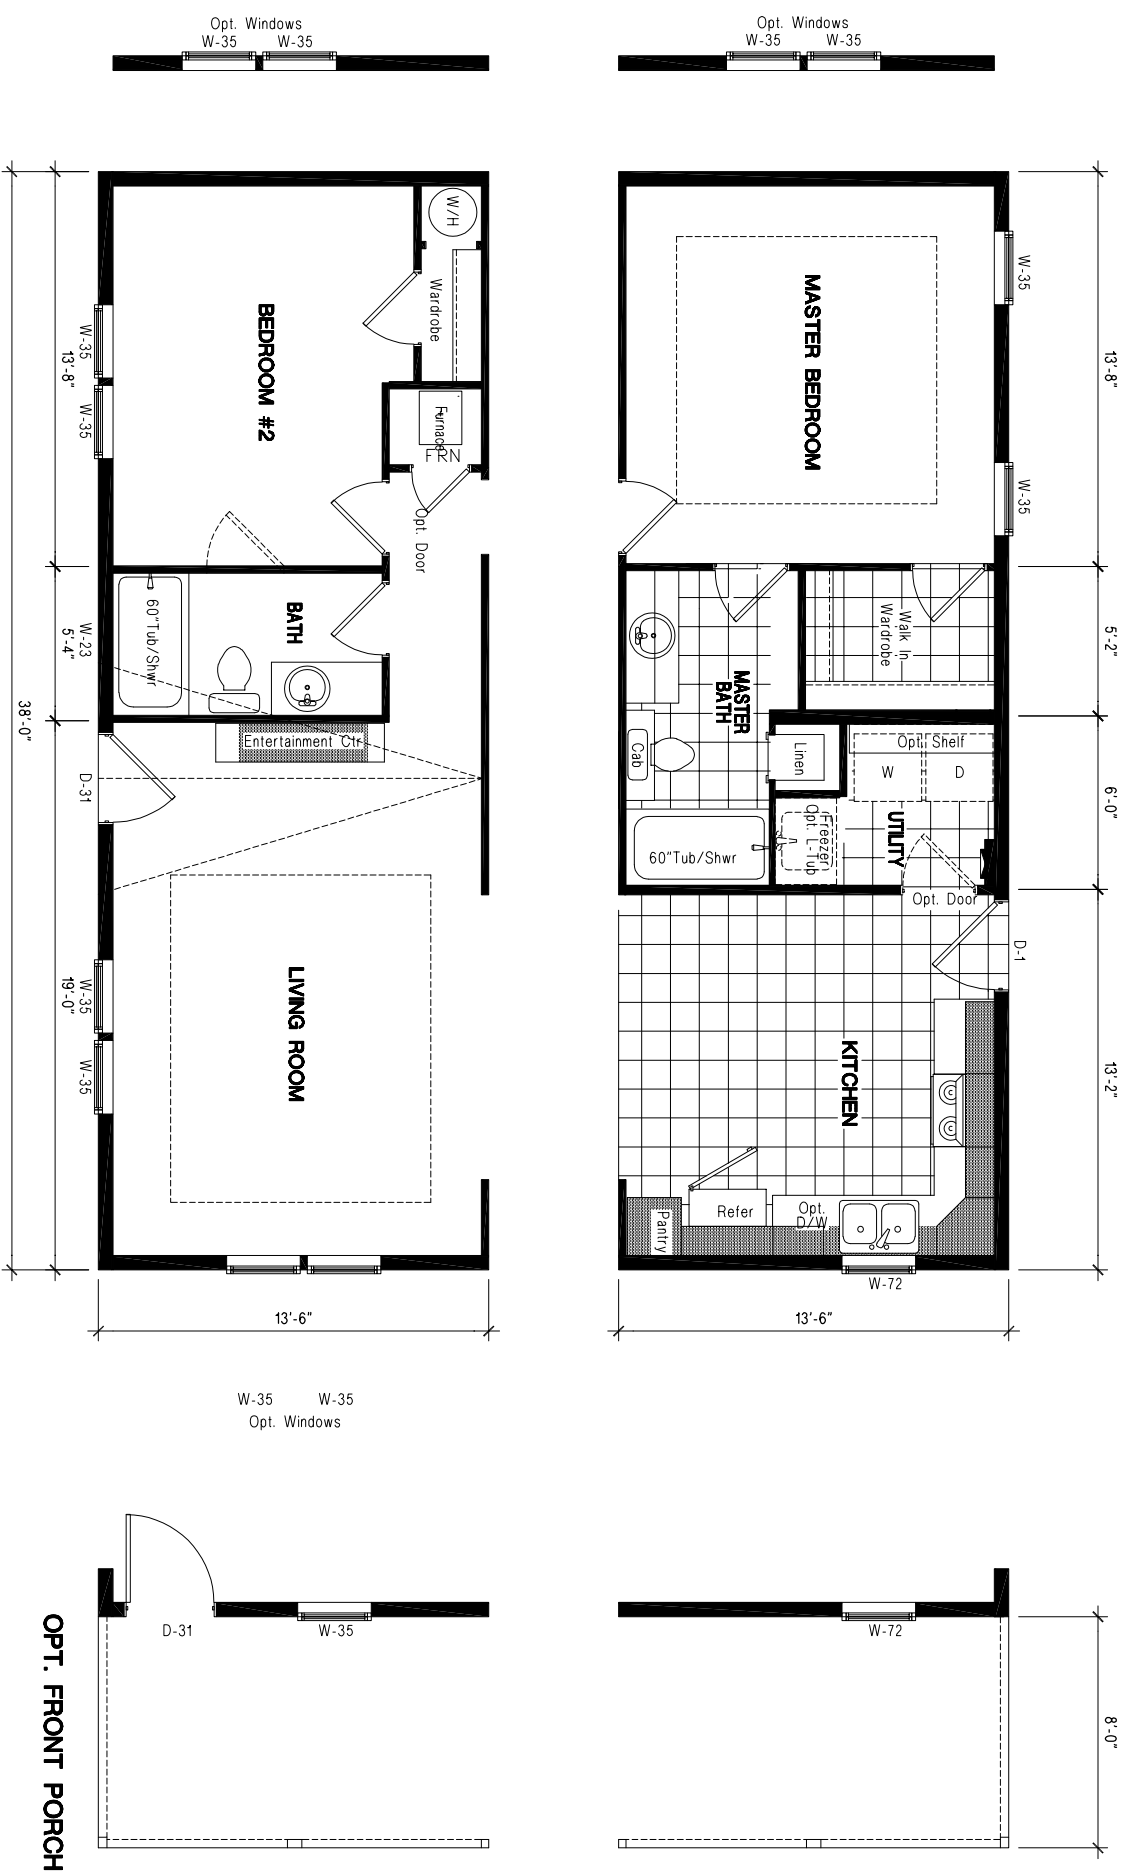 Opt. Windows
W-35 W-35
Opt. Windows
W-35 W-35
W/H
Wardrobe
BEDROOM #2
W-35
13'-8"
W-35
Furnace
FRN
Opt. Door
MASTER BEDROOM
W-35
13'-8"
W-35
60"Tub/Shwr
BATH
W-23
5'-4"
38'-0"
Walk In
Wardrobe
5'-2"
MASTER
BATH
Entertainment Ctr
D-31
Cab
Linen
Opt. Shelf
W
D
6'-0"
UTILITY
Freezer
Opt. L-Tub
60"Tub/Shwr
Opt. Door
D-1
LIVING ROOM
W-35
19'-0"
W-35
KITCHEN
13'-2"
Pantry
Refer
Opt.
D/W
W-72
13'-6"
13'-6"
W-35 W-35
Opt. Windows
D-31
W-35
W-72
8'-0"
OPT. FRONT PORCH